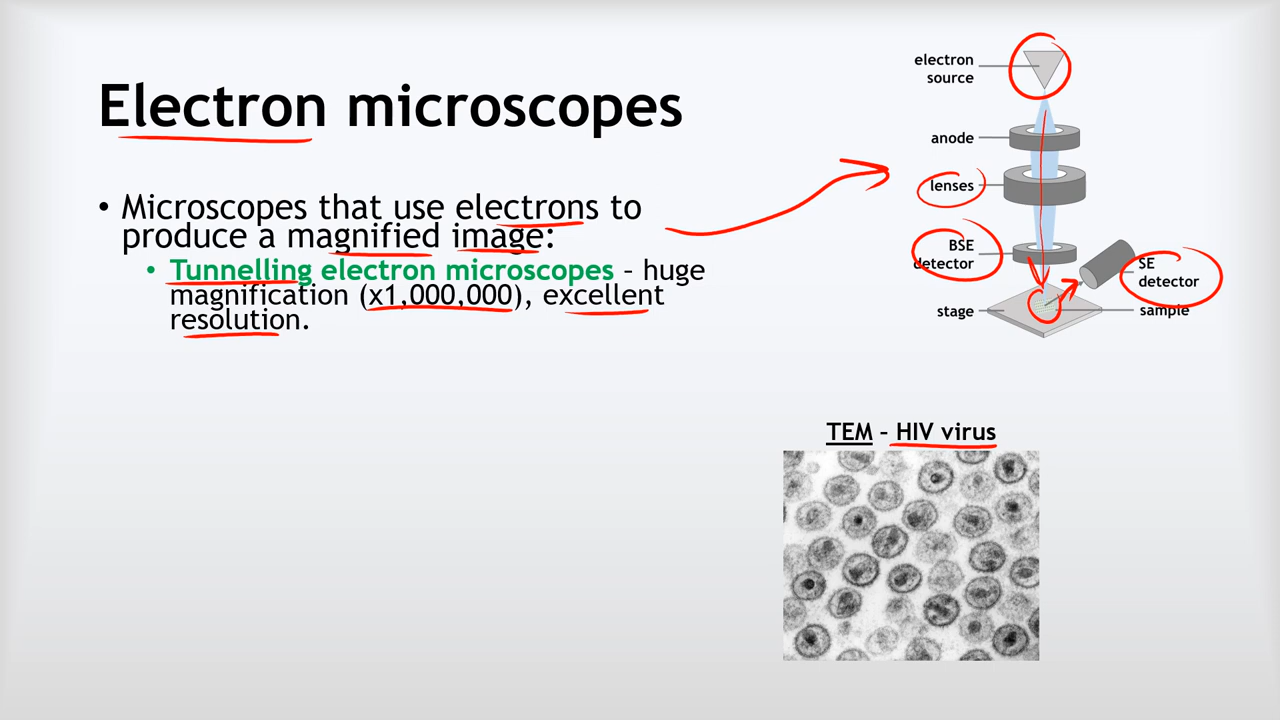 Electron microscopes
• Microscopes that use electrons to
produce a magnified image:
• Tunnelling electron microscopes – huge
magnification (x1,000,000), excellent
resolution.
electron
source
anode
lenses
BSE
detector
SE
detector
stage
sample
TEM – HIV virus